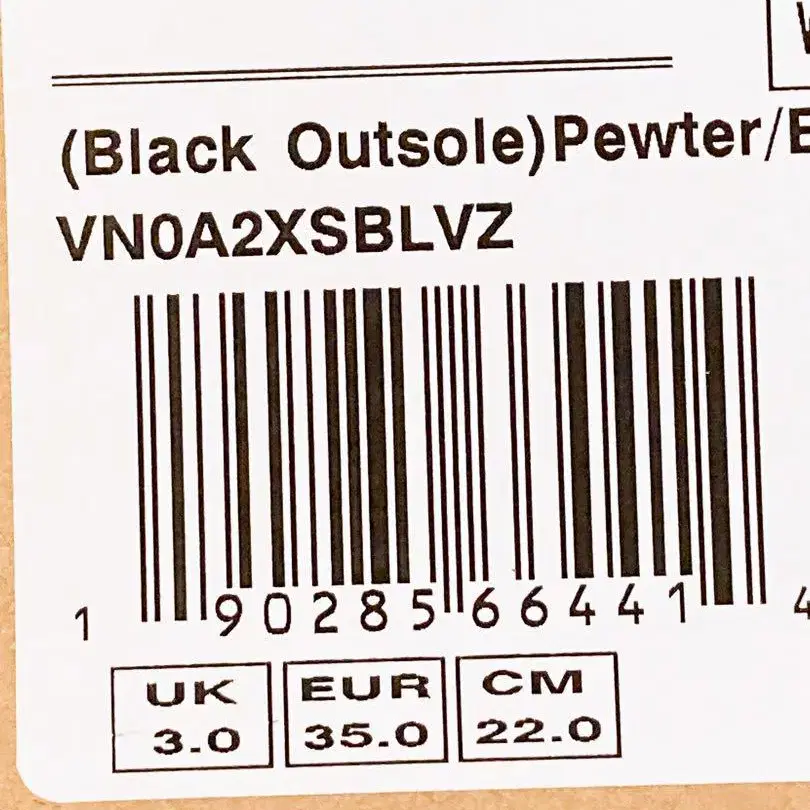 (Black Outsole)Pewter/
VN0A2XSBLVZ
1 90285 66441 4
UK EUR CM
3.0 35.0 22.0